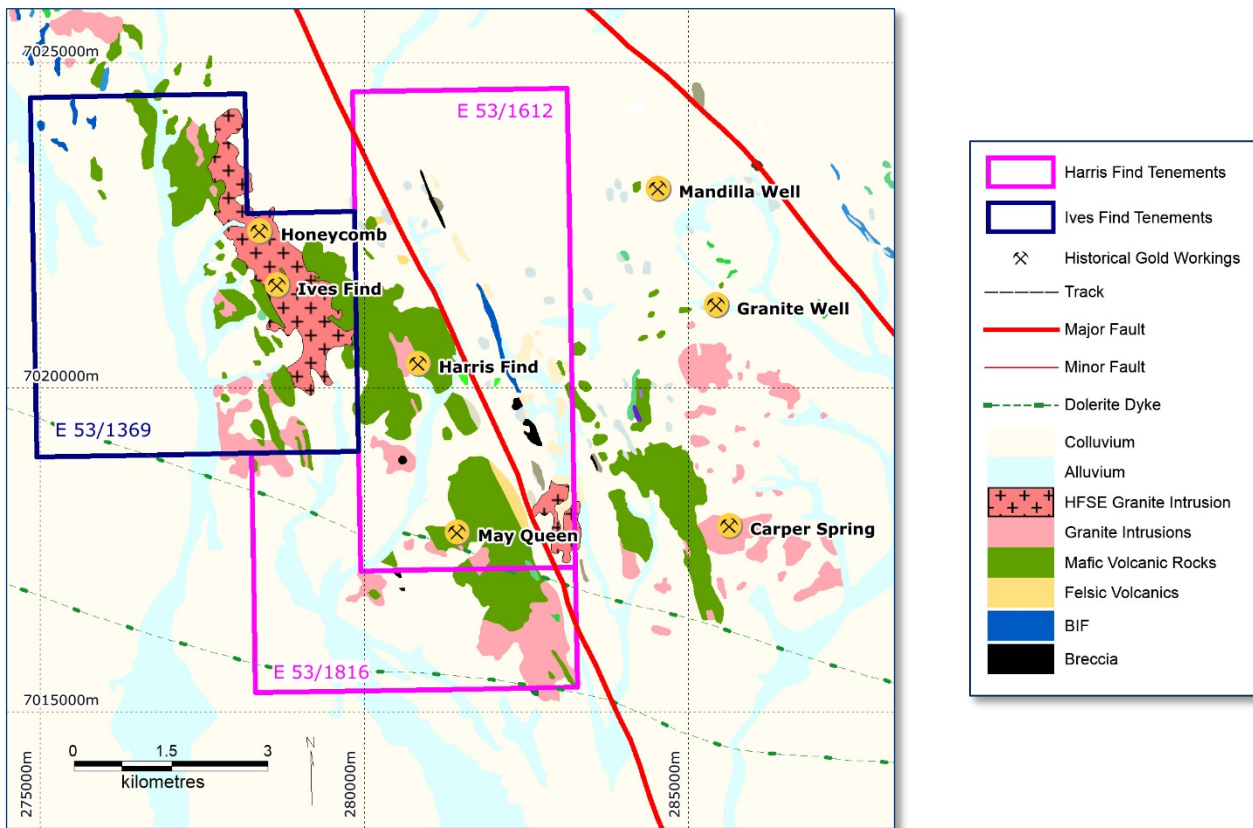 7025000m
E 53/1612
Mandilla Well
Honeycomb
Ives Find
Granite Well
Harris Find
7020000m
E 53/1369
May Queen
Carper Spring
E 53/1816
7015000m
0 1.5 3
kilometres
N
275000m
280000m
285000m
Harris Find Tenements
Ives Find Tenements
Historical Gold Workings
Track
Major Fault
Minor Fault
Dolerite Dyke
Colluvium
Alluvium
HFSE Granite Intrusion
Granite Intrusions
Mafic Volcanic Rocks
Felsic Volcanics
BIF
Breccia